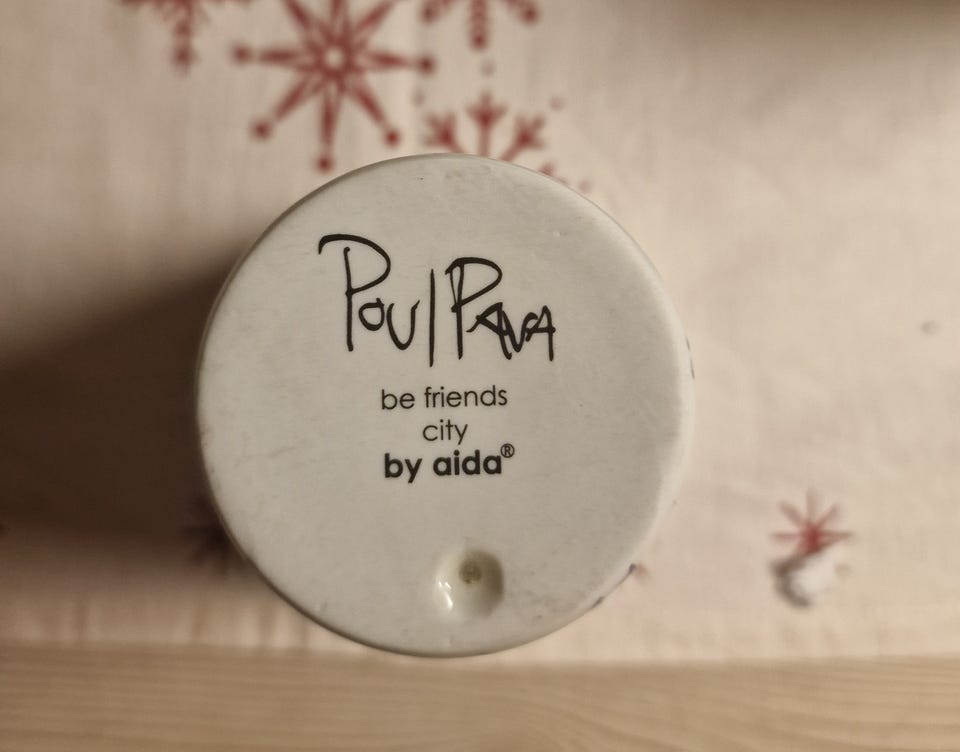 Poul Pava
be friends
city
by aida®